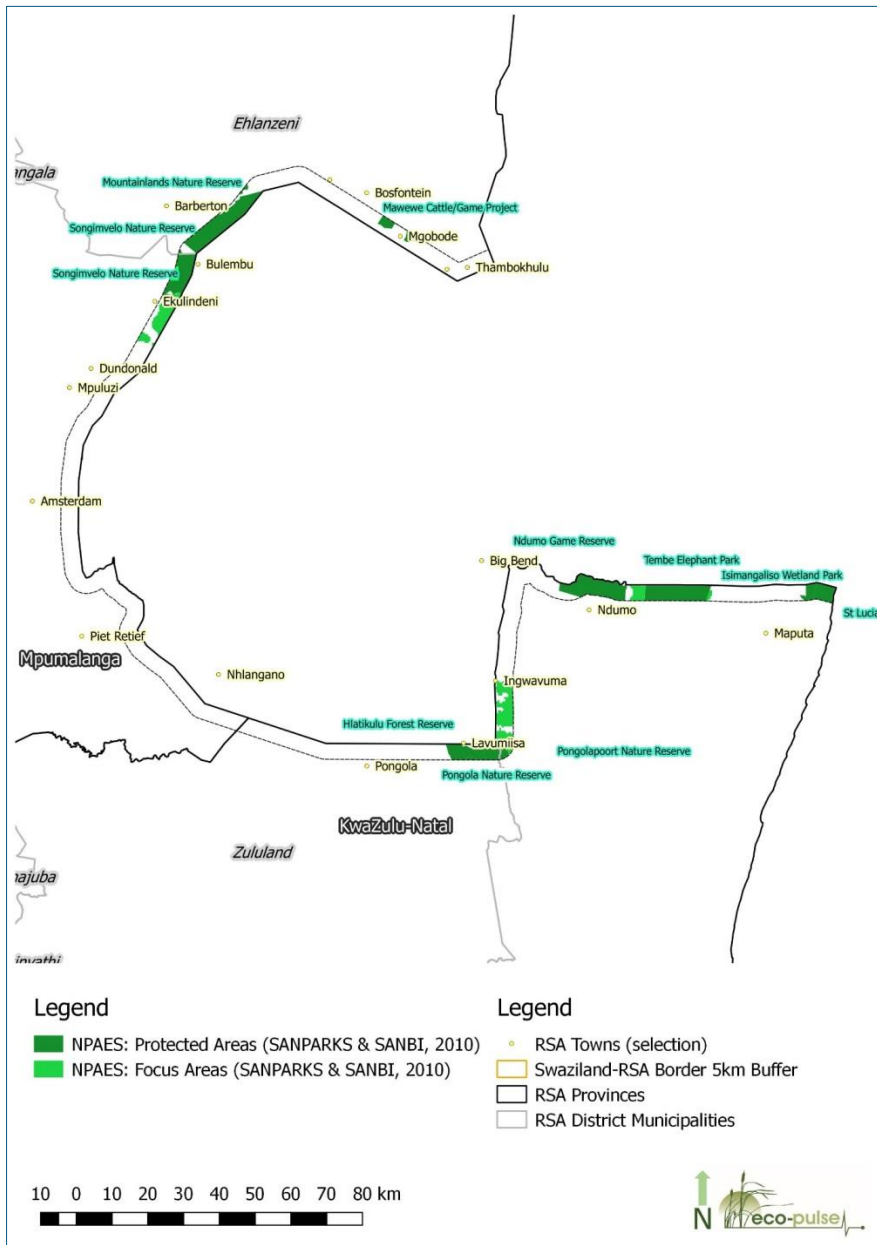 Ehlanzeni
angala
Mountainlands Nature Reserve
Bosfontein
Barberton
Mawewe Cattle/Game Project
Songimvelo Nature Reserve
Mgobode
Bulembu
Thambokhulu
Songimvelo Nature Reserve
Ekulindeni
Dundonald
Mpuluzi
Amsterdam
Ndumo Game Reserve
Big Bend
Tembe Elephant Park
Isimangaliso Wetland Park
Ndumo
St Lucia
Piet Retief
Maputa
Mpumalanga
Nhlangano
Ingwavuma
Hlatikulu Forest Reserve
Lavumiisa
Pongolapoort Nature Reserve
Pongola
Pongola Nature Reserve
KwaZulu-Natal
Zululand
najuba
inyathi
Legend
NPAES: Protected Areas (SANPARKS & SANBI, 2010)
NPAES: Focus Areas (SANPARKS & SANBI, 2010)
Legend
RSA Towns (selection)
Swaziland-RSA Border 5km Buffer
RSA Provinces
RSA District Municipalities
10 0 10 20 30 40 50 60 70 80 km
N
eco-pulse